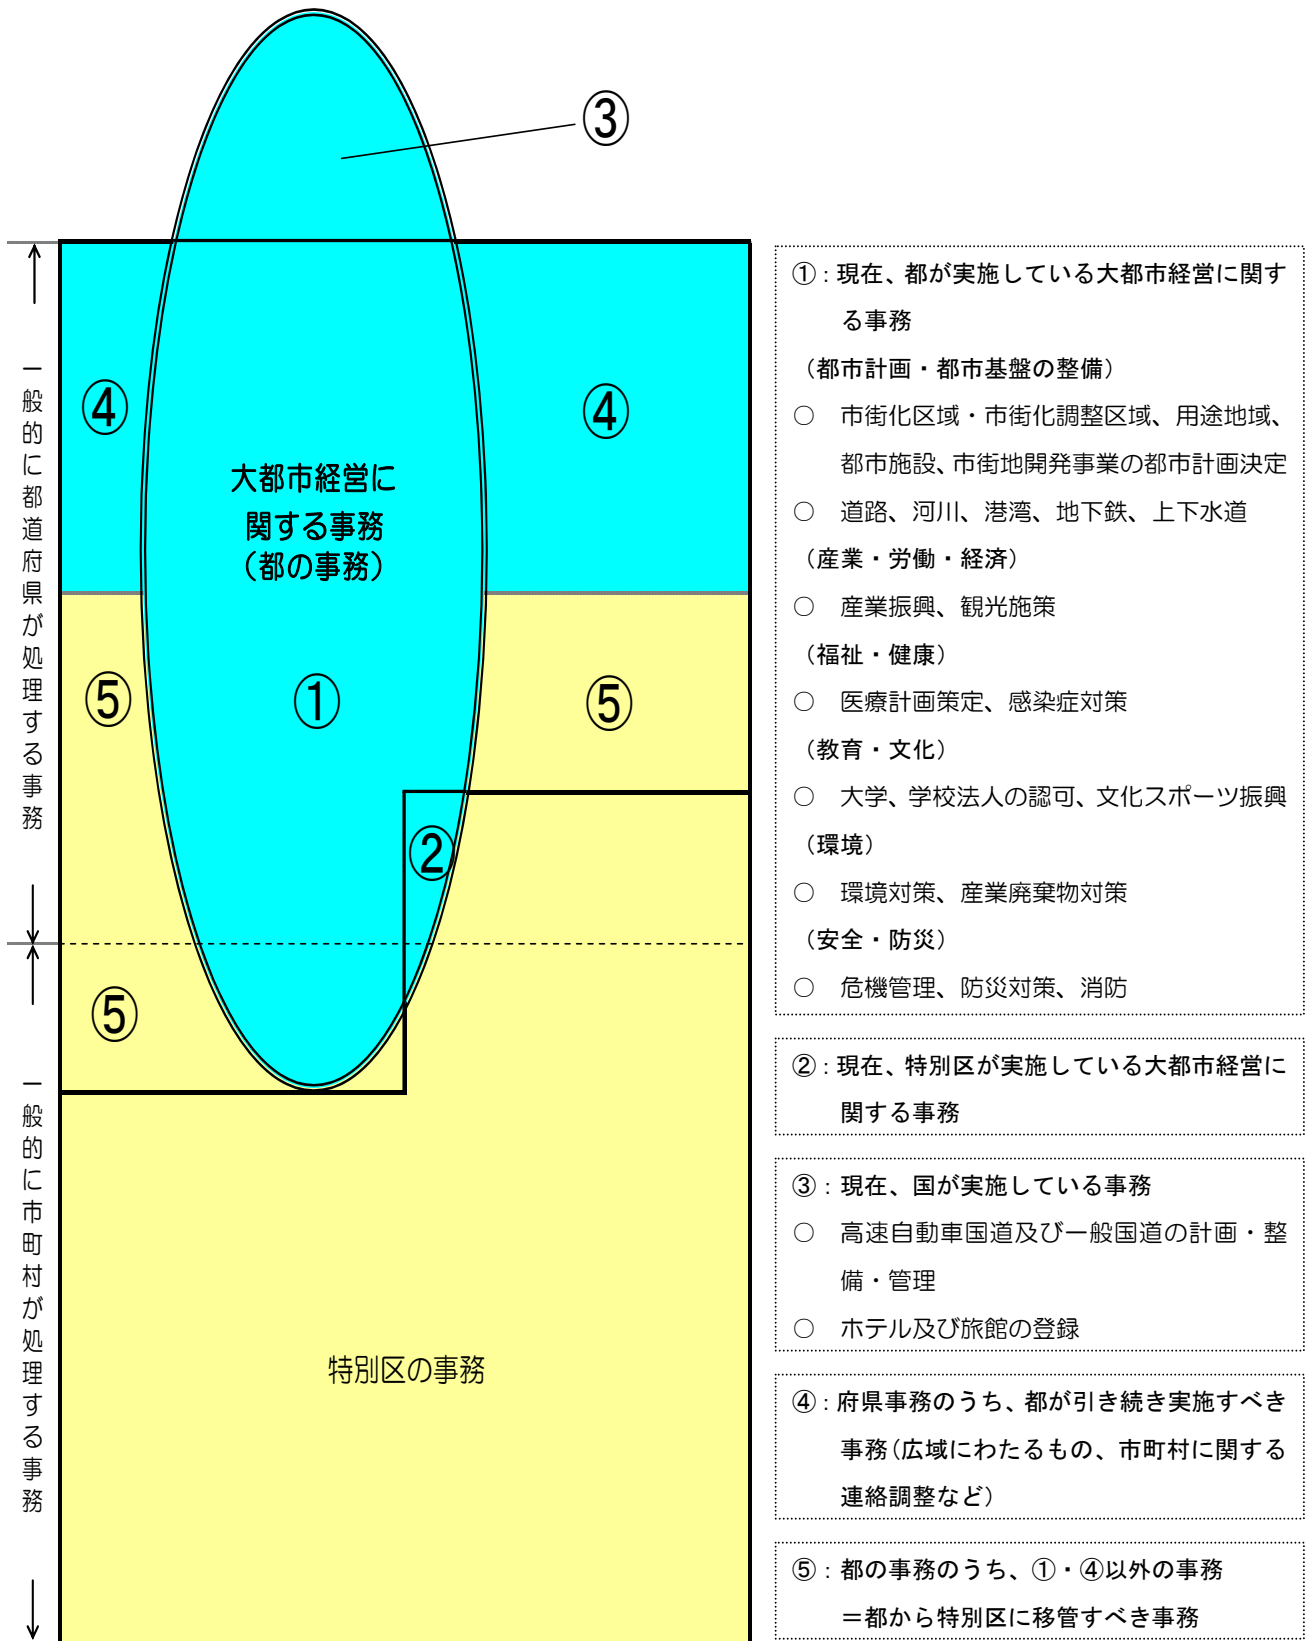 ③
④
④
大都市経営に
関する事務
（都の事務）
⑤
①
⑤
②
⑤
特別区の事務
一般的に都道府県が処理する事務
一般的に市町村が処理する事務
①：現在、都が実施している大都市経営に関す
る事務
（都市計画・都市基盤の整備）
○　市街化区域・市街化調整区域、用途地域、
都市施設、市街地開発事業の都市計画決定
○　道路、河川、港湾、地下鉄、上下水道
（産業・労働・経済）
○　産業振興、観光施策
（福祉・健康）
○　医療計画策定、感染症対策
（教育・文化）
○　大学、学校法人の認可、文化スポーツ振興
（環境）
○　環境対策、産業廃棄物対策
（安全・防災）
○　危機管理、防災対策、消防
②：現在、特別区が実施している大都市経営に
関する事務
③：現在、国が実施している事務
○　高速自動車国道及び一般国道の計画・整
備・管理
○　ホテル及び旅館の登録
④：府県事務のうち、都が引き続き実施すべき
事務（広域にわたるもの、市町村に関する
連絡調整など）
⑤：都の事務のうち、①・④以外の事務
＝都から特別区に移管すべき事務